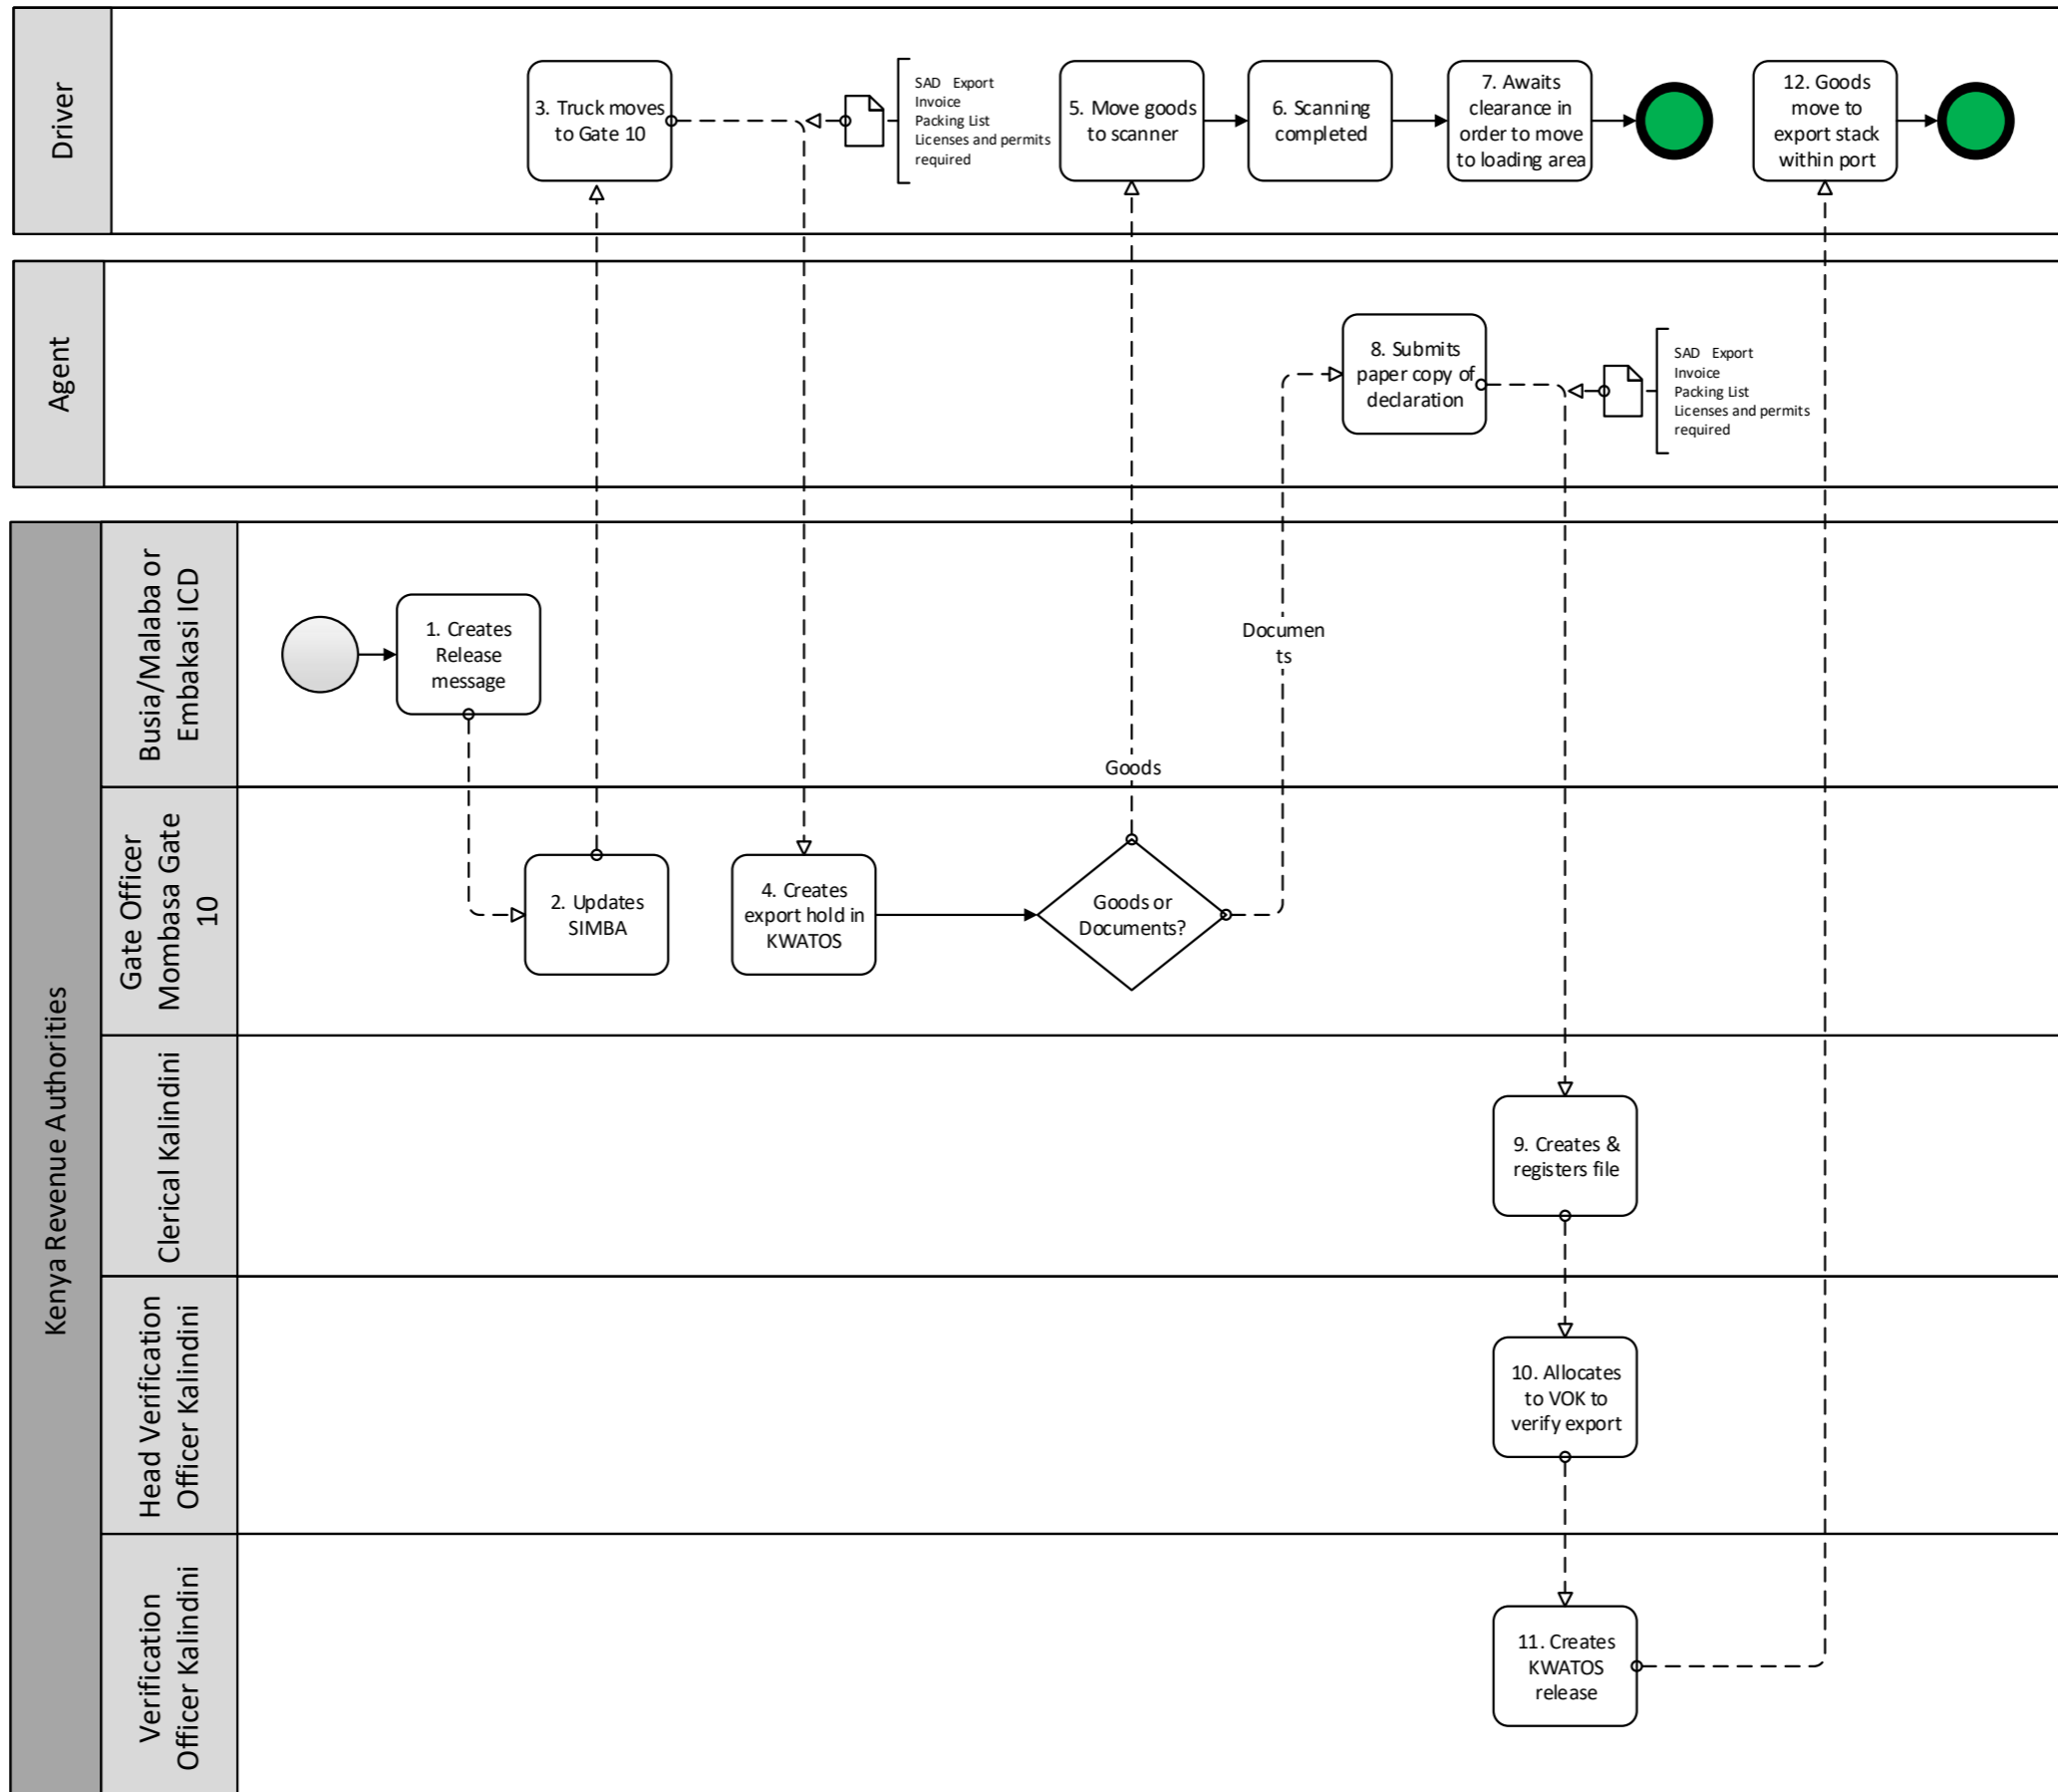 Driver
3. Truck moves
to Gate 10
SAD Export
Invoice
Packing List
Licenses and permits
required
5. Move goods
to scanner
6. Scanning
completed
7. Awaits
clearance in
order to move
to loading area
12. Goods
move to
export stack
within port
Agent
8. Submits
paper copy of
declaration
SAD Export
Invoice
Packing List
Licenses and permits
required
Kenya Revenue Authorities
Busia/Malaba or
Embakasi ICD
1. Creates
Release
message
Documen
ts
Goods
Gate Officer
Mombasa Gate
10
2. Updates
SIMBA
4. Creates
export hold in
KWATOS
Goods or
Documents?
Clerical Kalindini
9. Creates &
registers file
Head Verification
Officer Kalindini
10. Allocates
to VOK to
verify export
Verification
Officer Kalindini
11. Creates
KWATOS
release